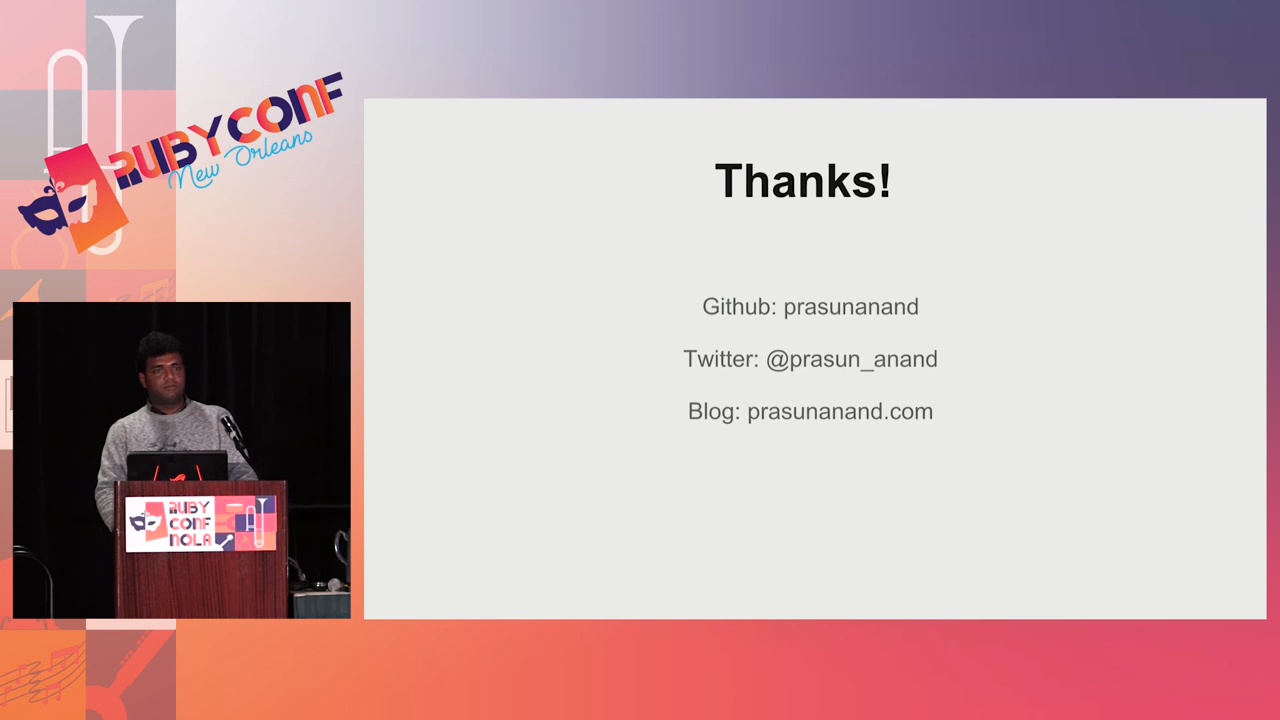 RUBYCONF
New Orleans
Thanks!
Github: prasunanand
Twitter: @prasun_anand
Blog: prasunanand.com
RUBY
CONF
NOLA